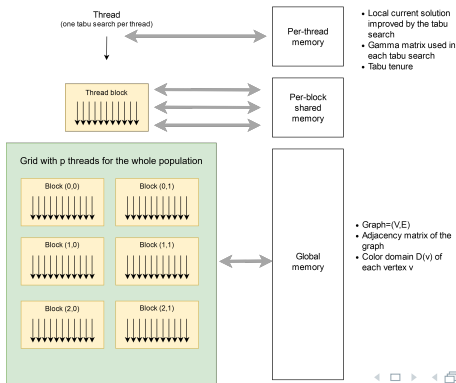 Thread
(one tabu search per thread)
Per-thread
memory
• Local current solution
improved by the tabu
search
• Gamma matrix used in
each tabu search
• Tabu tenure
Thread block
Per-block
shared
memory
Grid with p threads for the whole population
Block (0,0)
Block (0,1)
Block (1,0)
Block (1,1)
Block (2,0)
Block (2,1)
Global
memory
• Graph=(V,E)
• Adjacency matrix of the
graph
• Color domain D(v) of
each vertex v